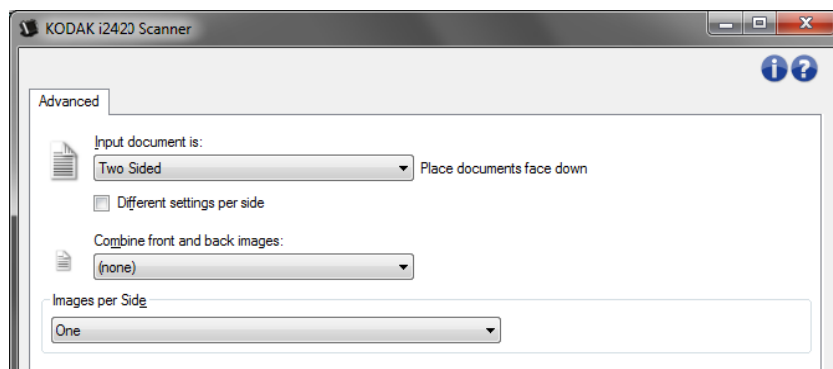 KODAK i2420 Scanner
Advanced
Input document is:
Two Sided Place documents face down
Different settings per side
Combine front and back images:
(none)
Images per Side
One